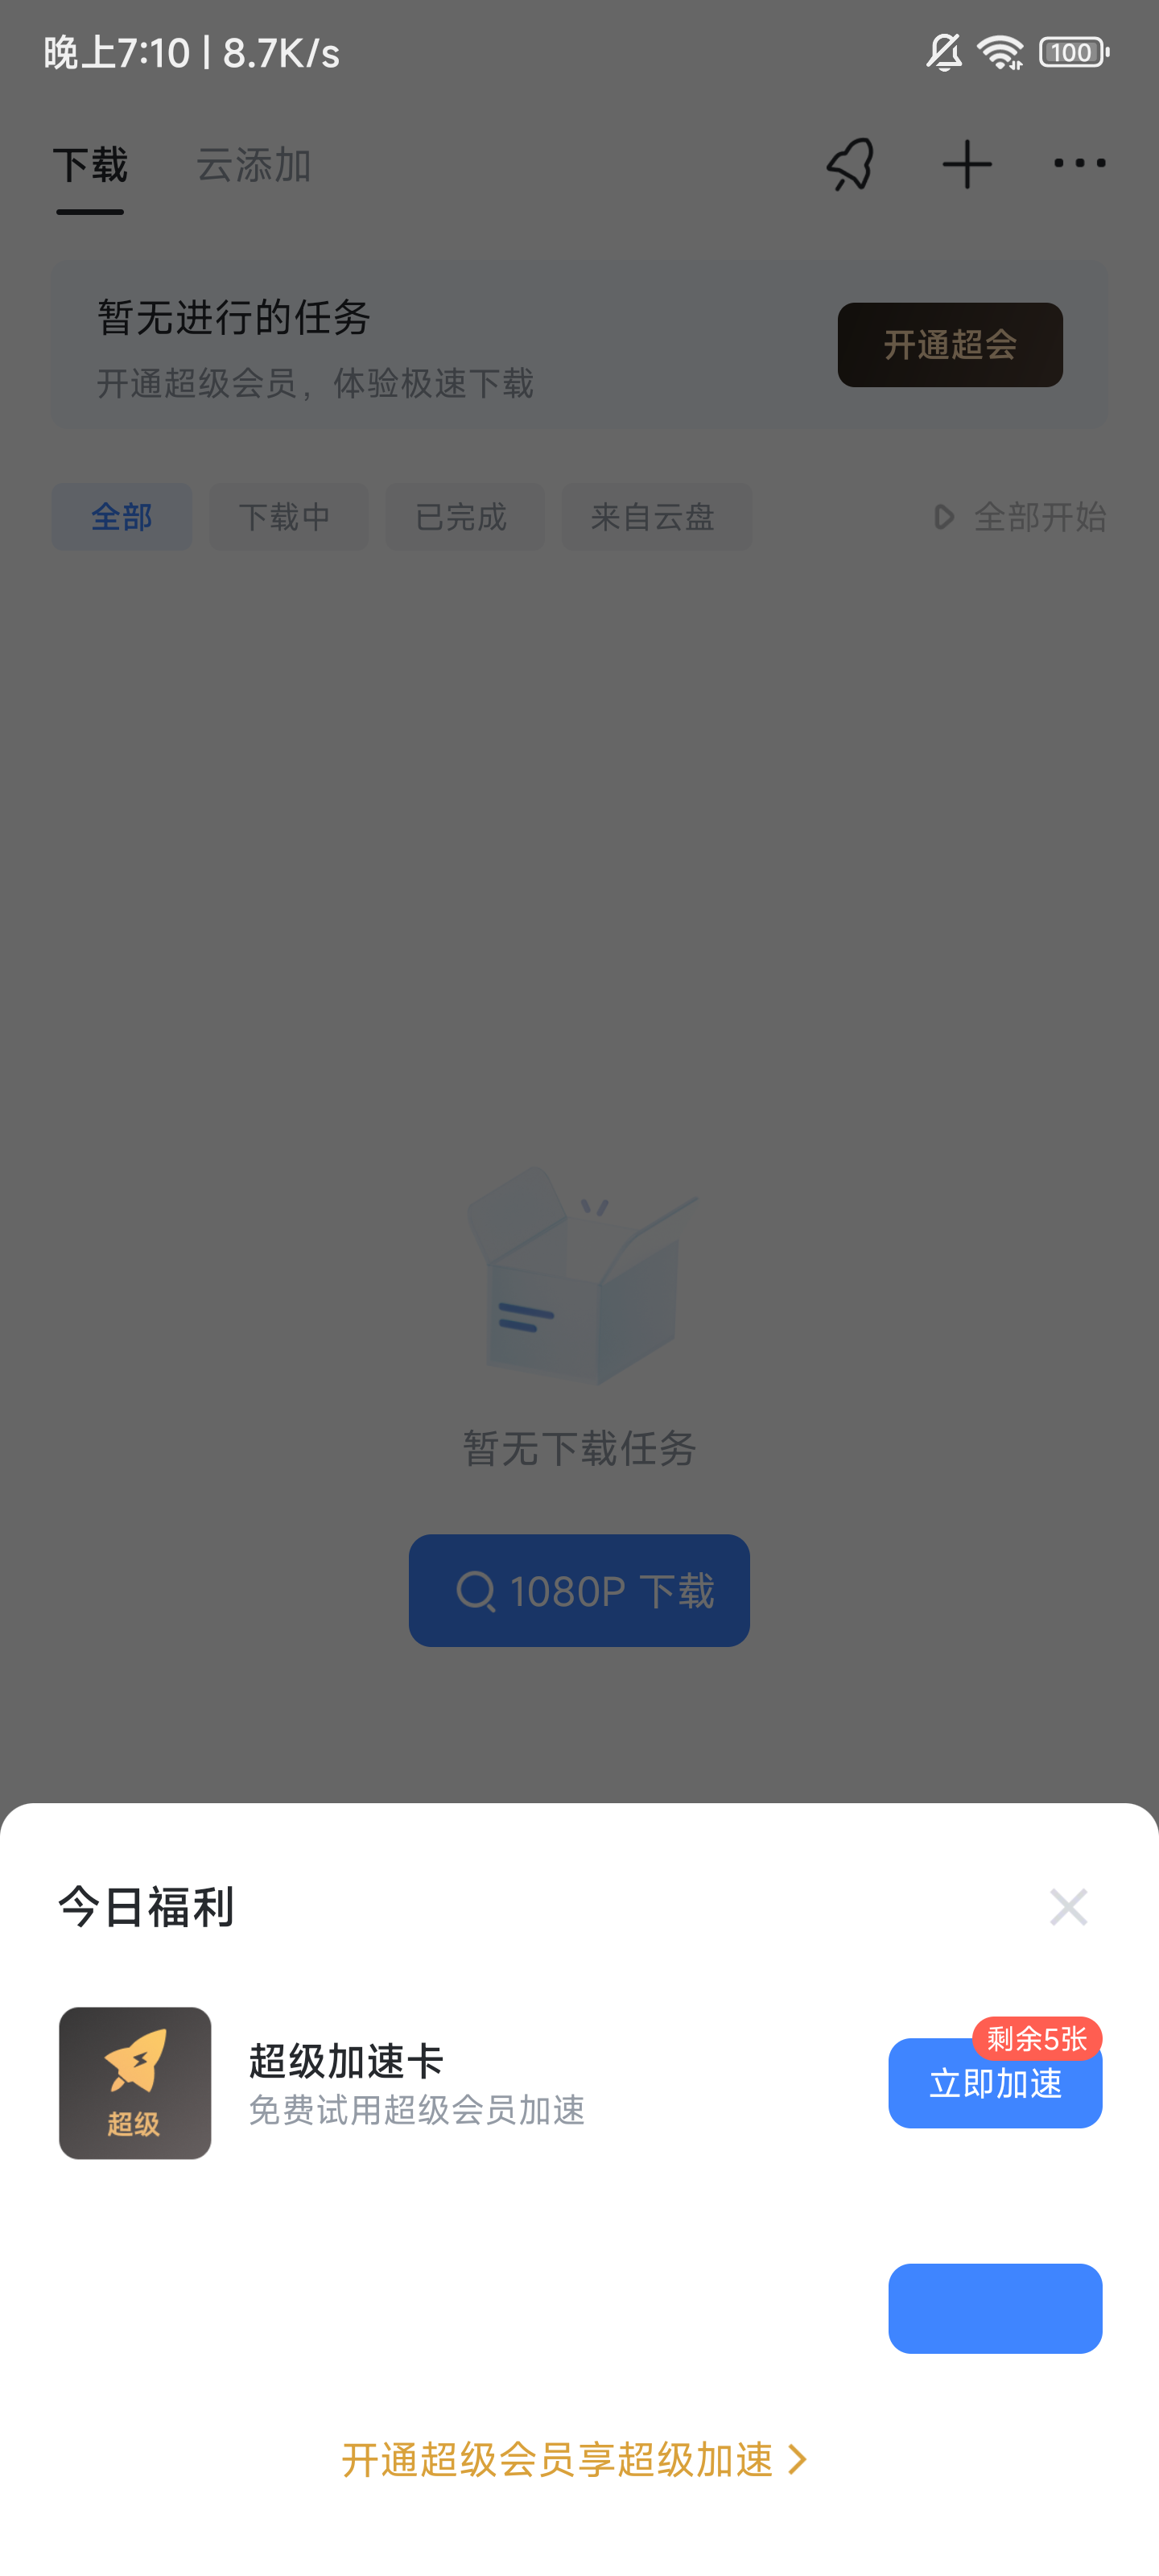 晚上7:10 | 8.7K/s 100
下载 云添加
暂无进行的任务
开通超级会员，体验极速下载
开通超会
全部 下载中 已完成 来自云盘 全部开始
暂无下载任务
1080P 下载
今日福利
剩余5张
超级加速卡
免费试用超级会员加速
立即加速
超级
开通超级会员享超级加速